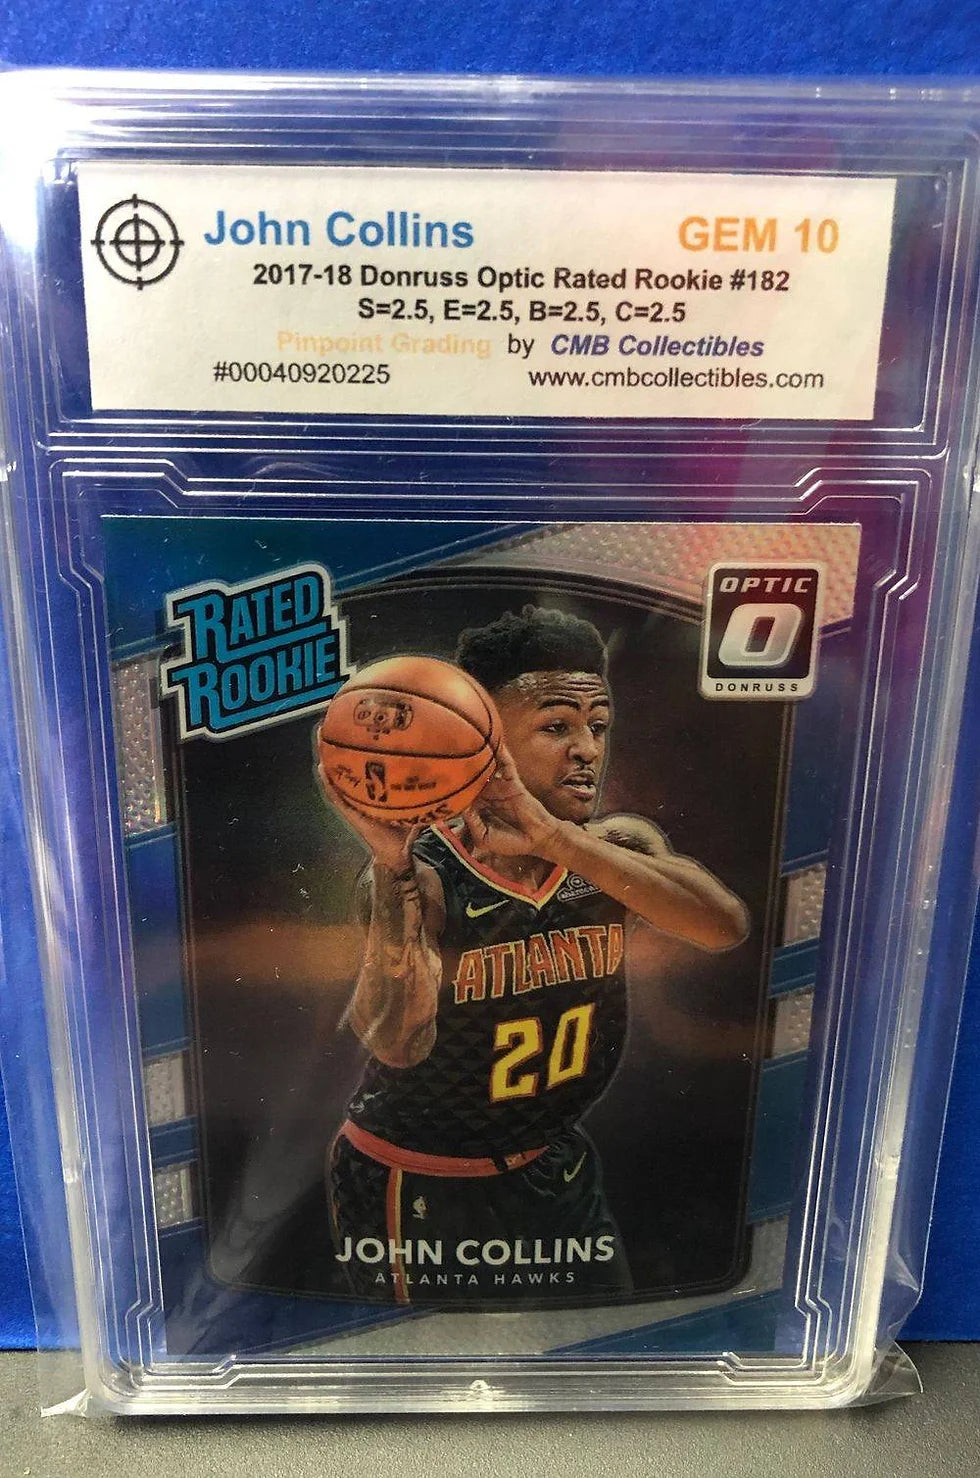 John Collins GEM 10
2017-18 Donruss Optic Rated Rookie #182
S=2.5, E=2.5, B=2.5, C=2.5
Pinpoint Grading by CMB Collectibles
#00040920225 www.cmbcollectibles.com
RATED
ROOKIE
OPTIC
O
DONRUSS
ATLANTA
20
JOHN COLLINS
ATLANTA HAWKS